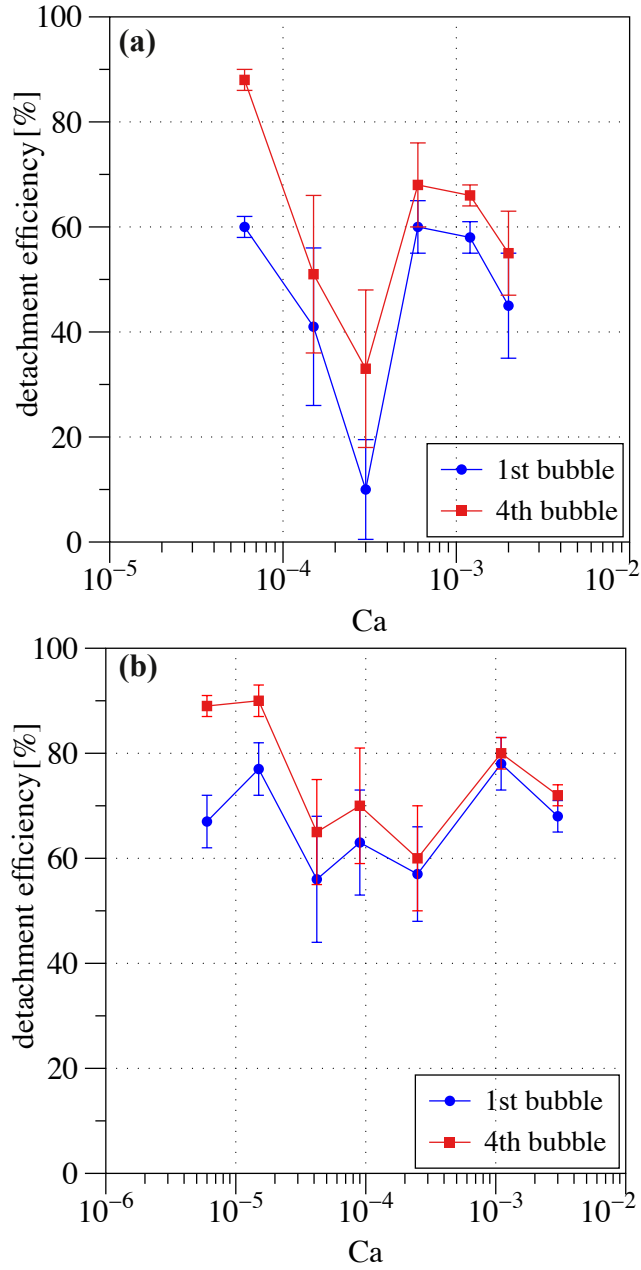 (a)
100
80
60
40
20
0
detachment efficiency [%]
1st bubble
4th bubble
10⁻⁵ 10⁻⁴ 10⁻³ 10⁻²
Ca
(b)
100
80
60
40
20
0
detachment efficiency [%]
1st bubble
4th bubble
10⁻⁶ 10⁻⁵ 10⁻⁴ 10⁻³ 10⁻²
Ca